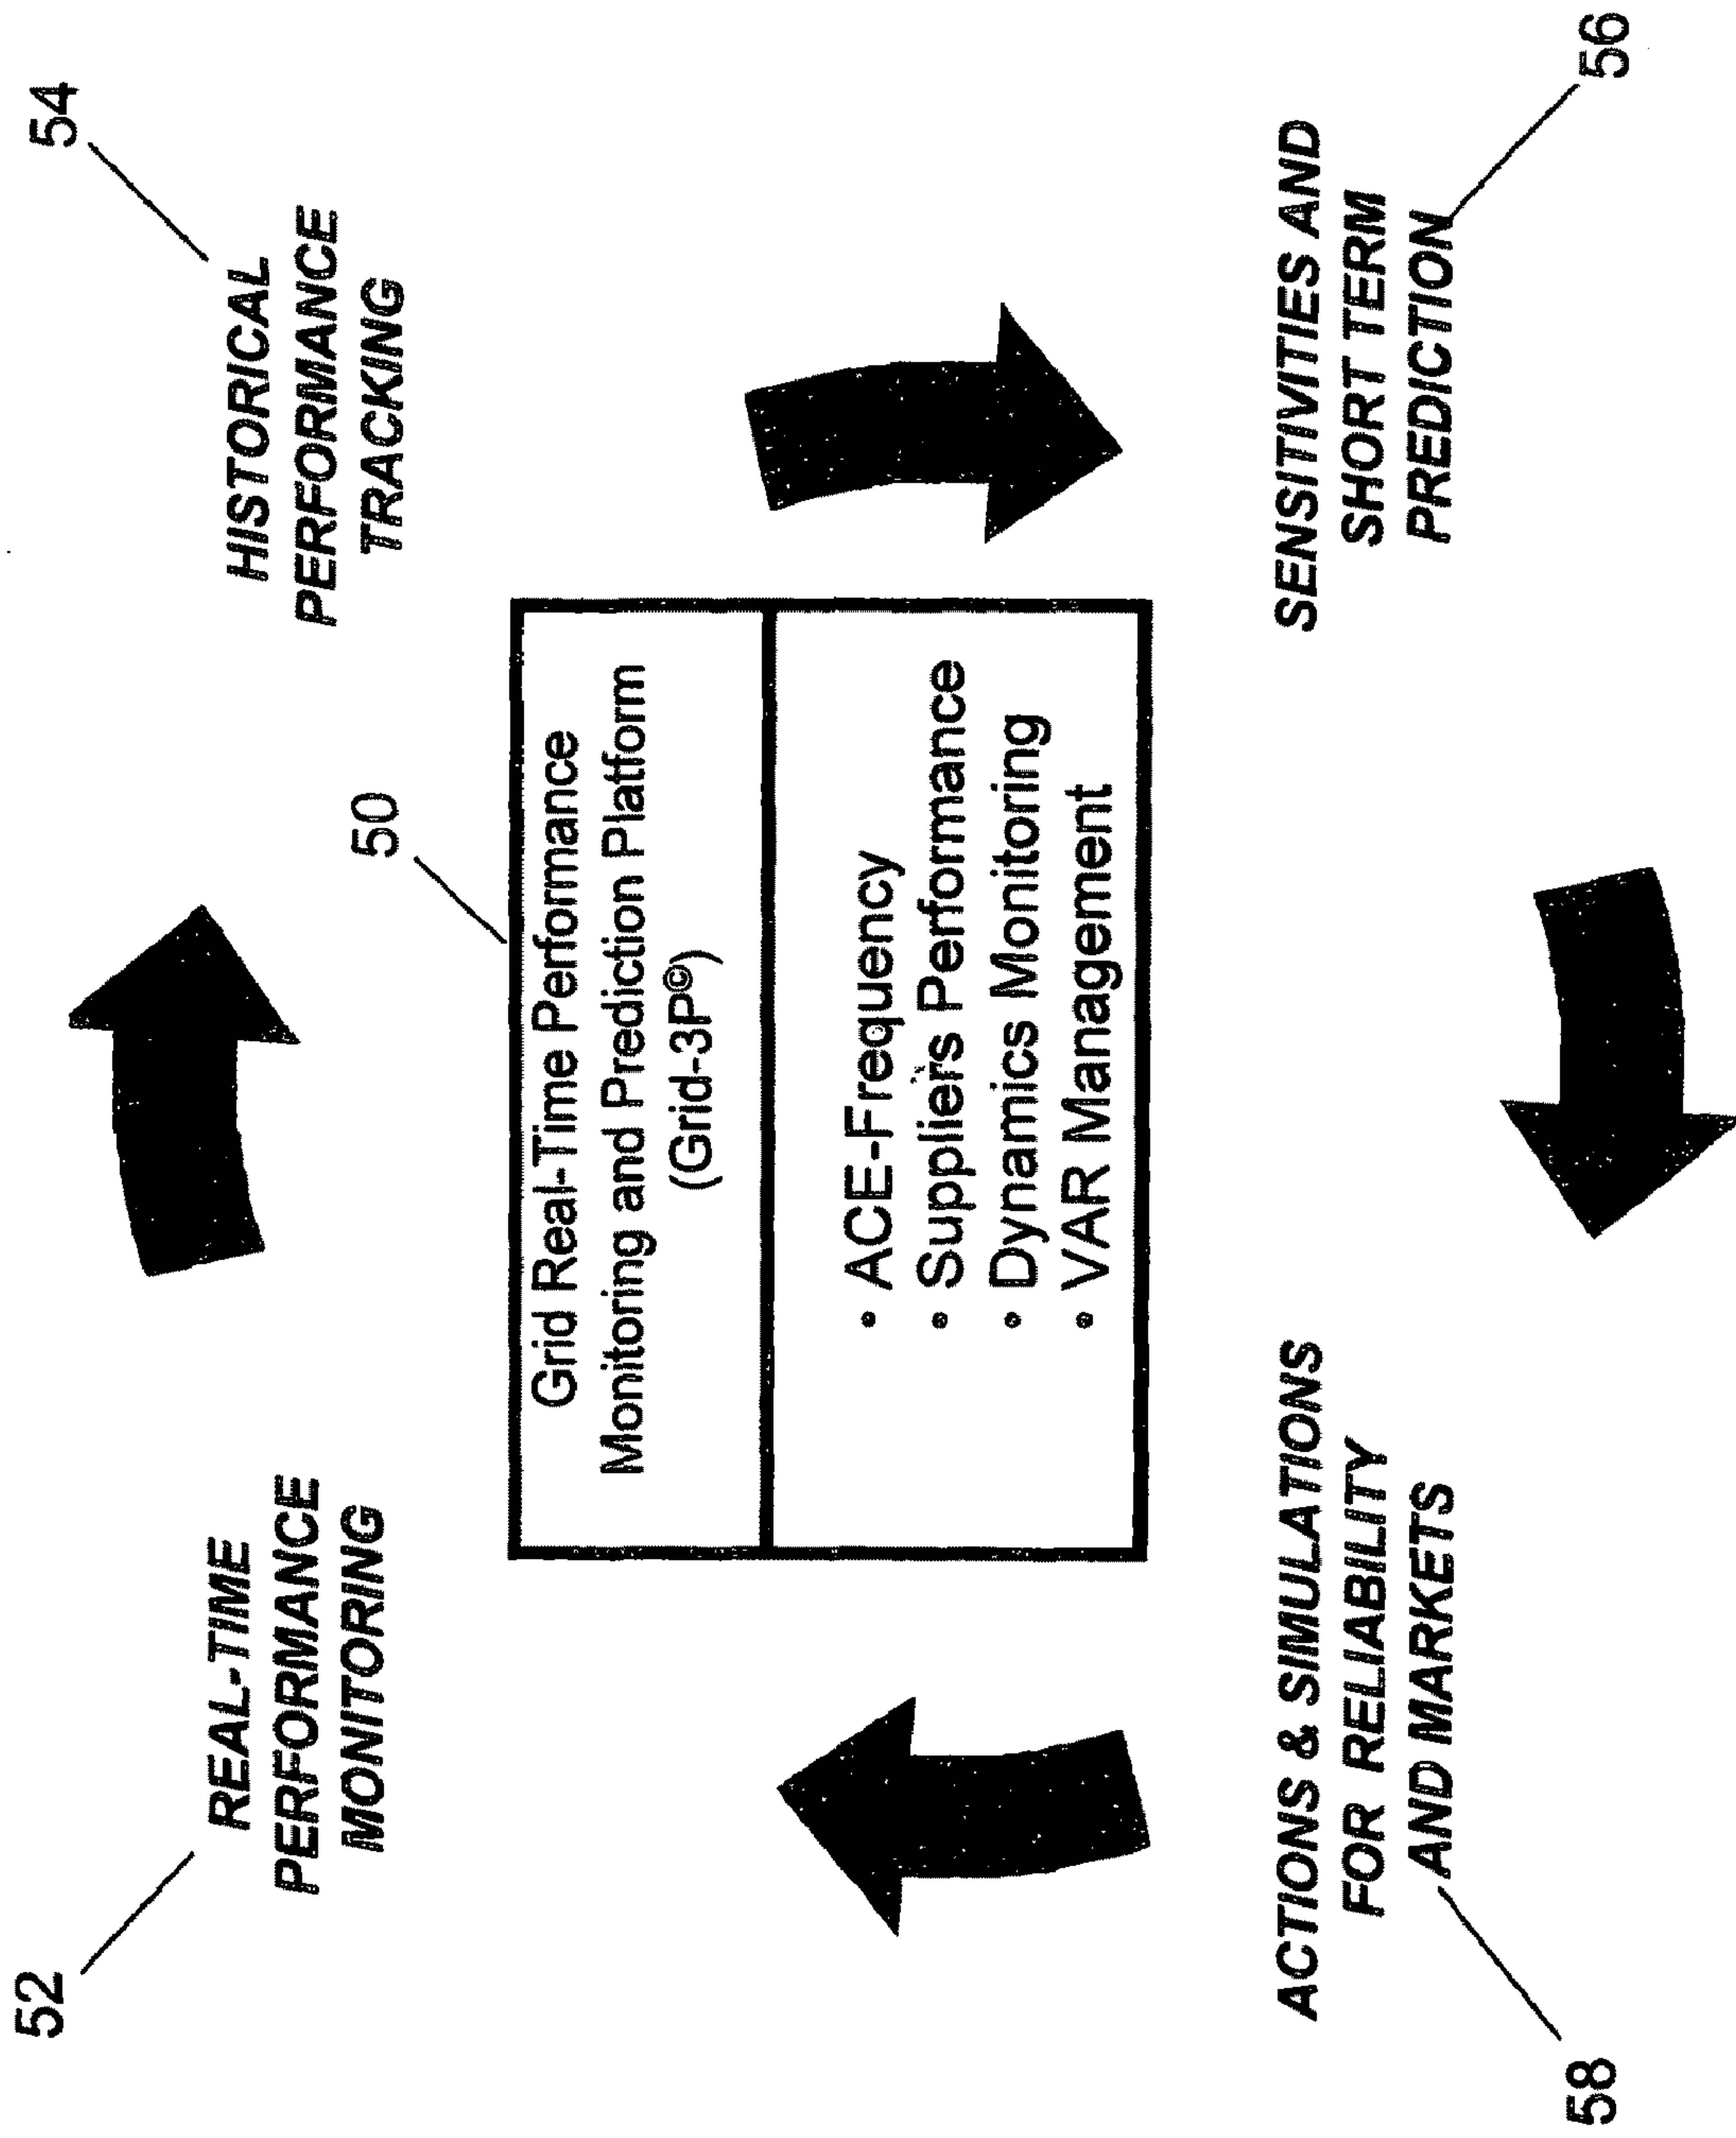 52
REAL-TIME
PERFORMANCE
MONITORING
54
HISTORICAL
PERFORMANCE
TRACKING
50
Grid Real-Time Performance
Monitoring and Prediction Platform
(Grid-3P©)
• ACE-Frequency
• Suppliers Performance
• Dynamics Monitoring
• VAR Management
58
ACTIONS & SIMULATIONS
FOR RELIABILITY
AND MARKETS
SENSITIVITIES AND
SHORT TERM
PREDICTION
56